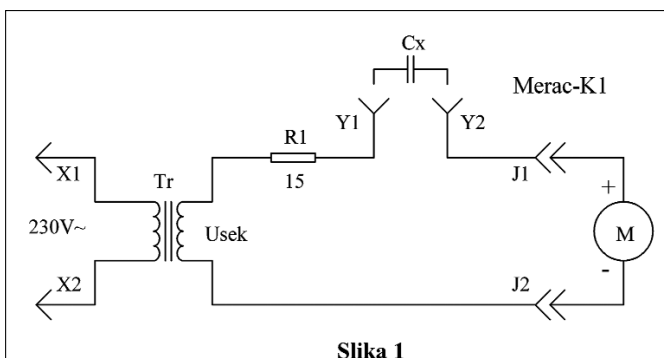 Cx
Merac-K1
R1
Y1
Y2
X1
15
J1
Tr
+
230V~
Usek
M
-
X2
J2
Slika 1